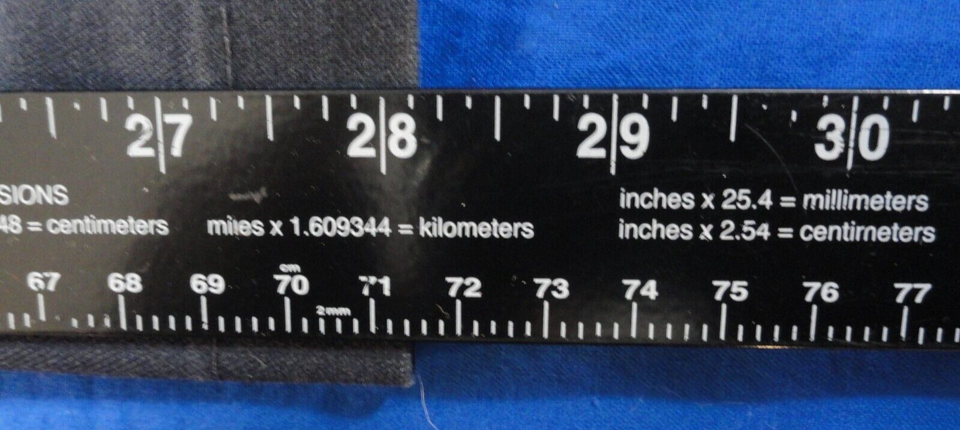 27 28 29 30
SIONS
inches x 25.4 = millimeters
48 = centimeters miles x 1.609344 = kilometers inches x 2.54 = centimeters
cm
67 68 69 70 71 72 73 74 75 76 77
2mm